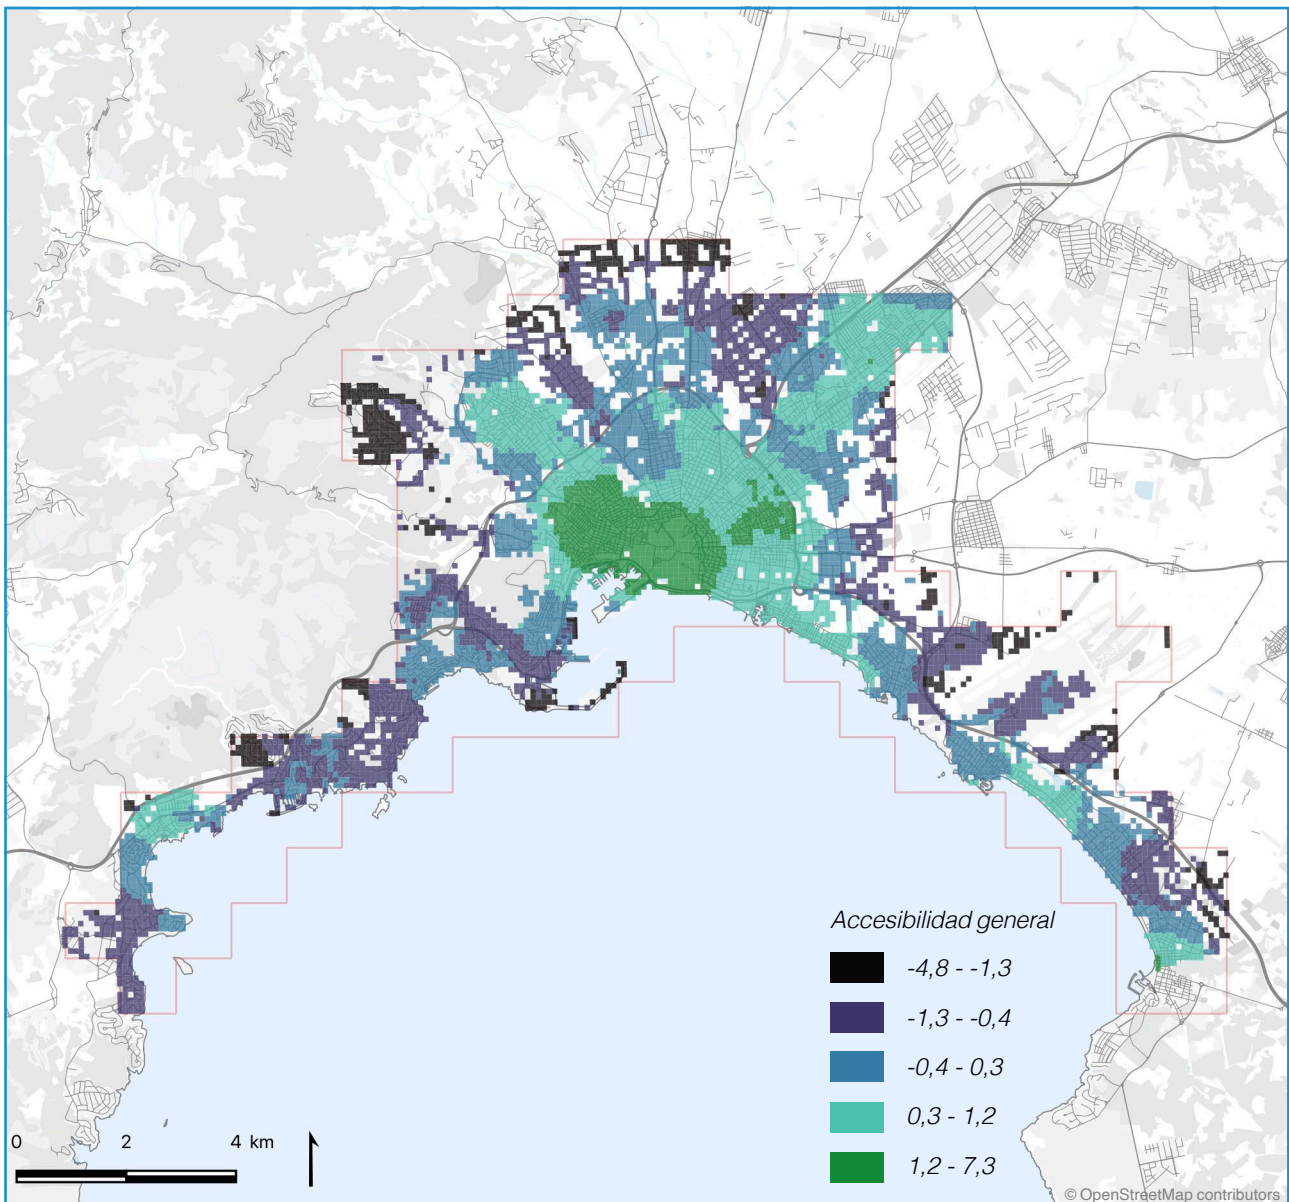 Accesibilidad general
-4,8 - -1,3
-1,3 - -0,4
-0,4 - 0,3
0,3 - 1,2
1,2 - 7,3
0 2 4 km
© OpenStreetMap contributors